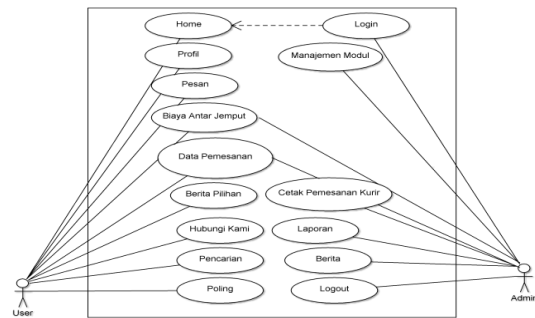 Home
Login
Profil
Manajemen Modul
Pesan
Biaya Antar Jemput
Data Pemesanan
Berita Pilihan
Cetak Pemesanan Kurir
Hubungi Kami
Laporan
Pencarian
Berita
Poling
Logout
User
Admin